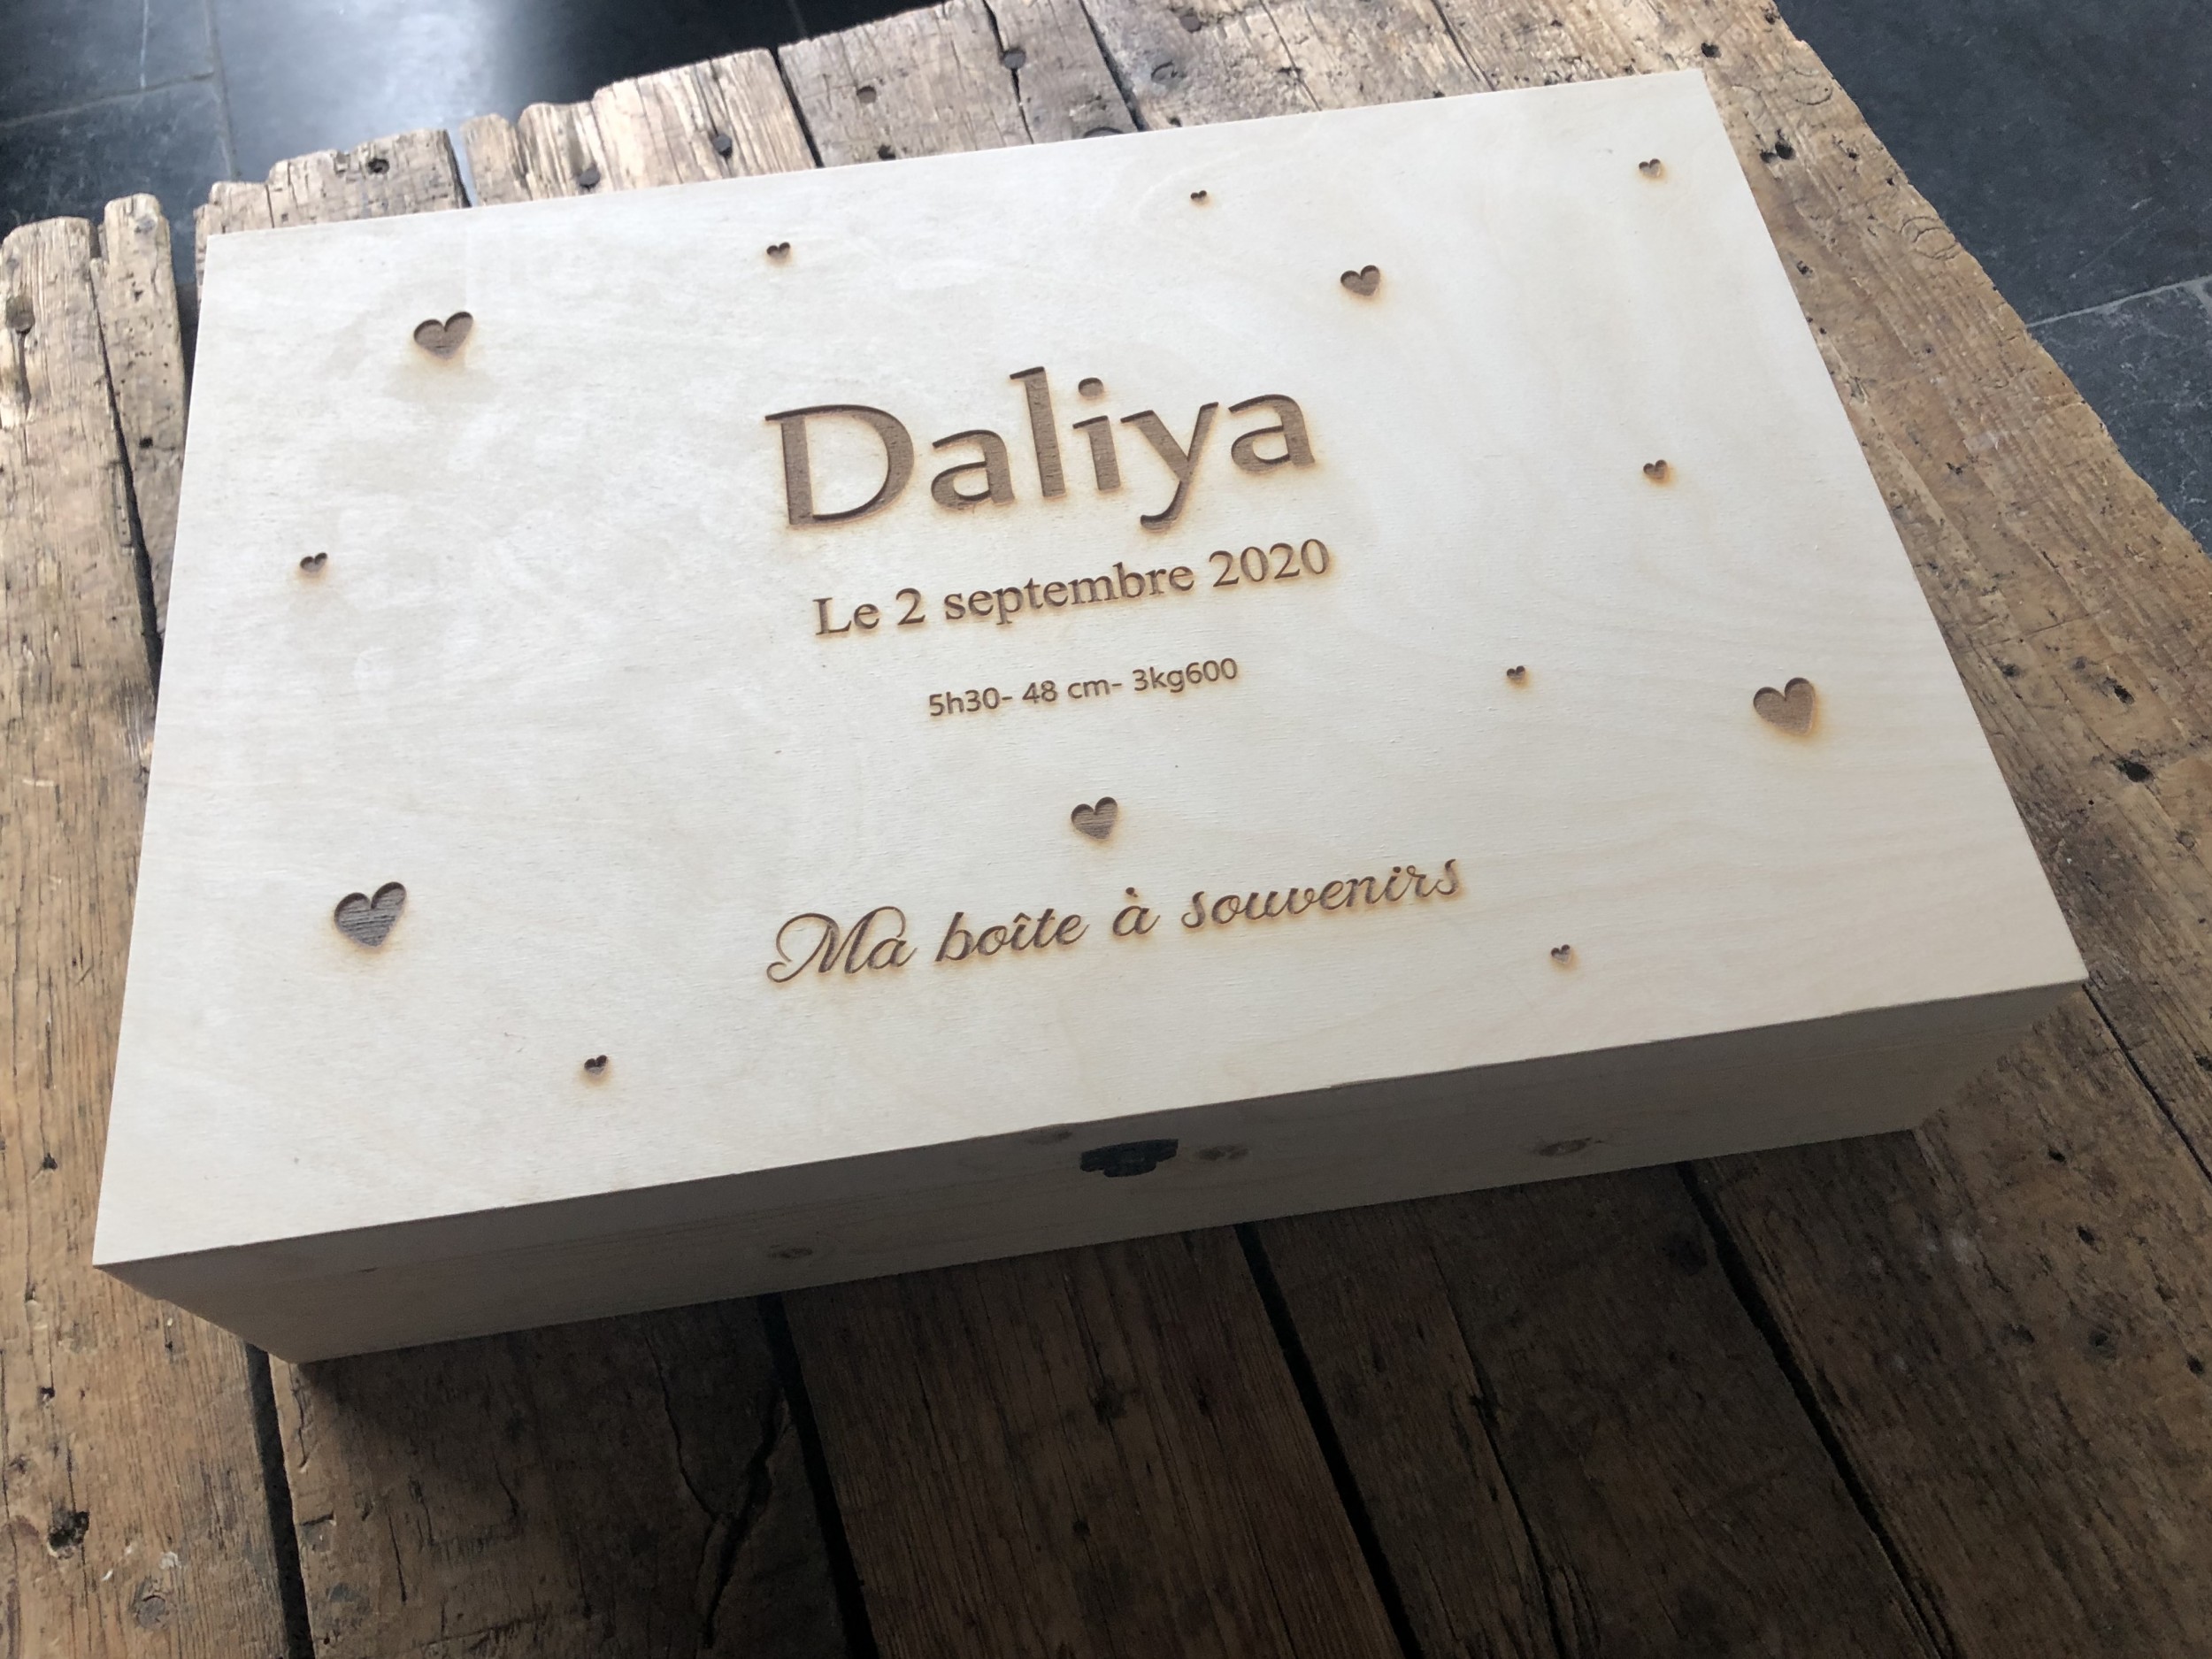 Daliya
Le 2 septembre 2020
5h30- 48 cm- 3kg600
Ma boîte à souvenirs